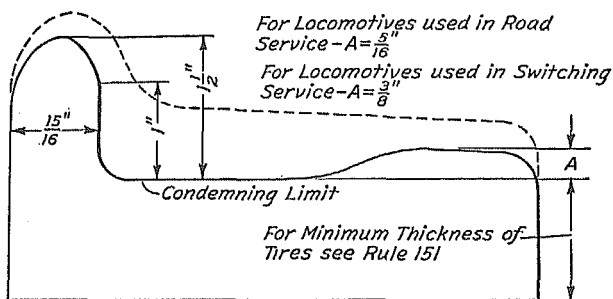 For Locomotives used in Road
Service-A=5/16"
For Locomotives used in Switching
Service-A=3/8"
15/16"
1"
1 1/2"
A
Condemning Limit
For Minimum Thickness of
Tires see Rule 151